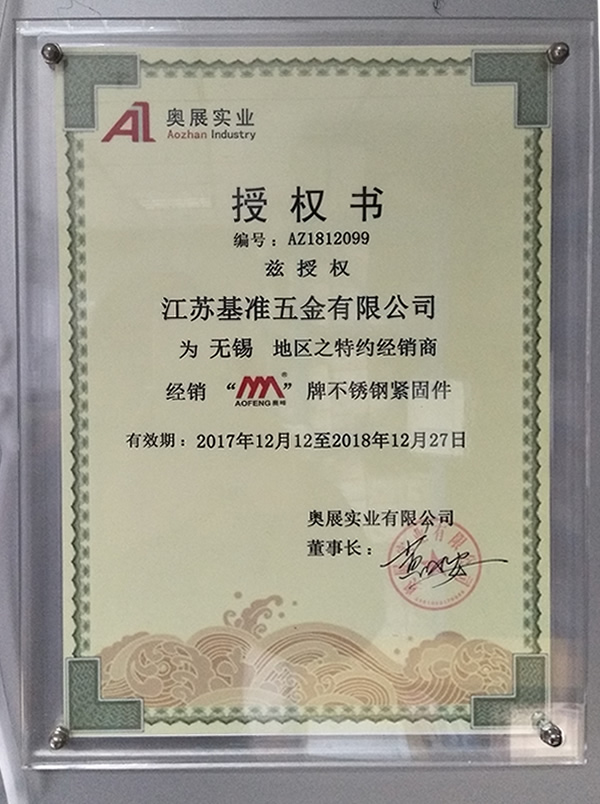 奥展实业
Aozhan Industry
授权书
编号：AZ1812099
兹授权
江苏基准五金有限公司
为 无锡 地区之特约经销商
经销 “ ® ” 牌不锈钢紧固件
AOFENG
有效期：2017年12月12至2018年12月27日
奥展实业有限公司
董事长：